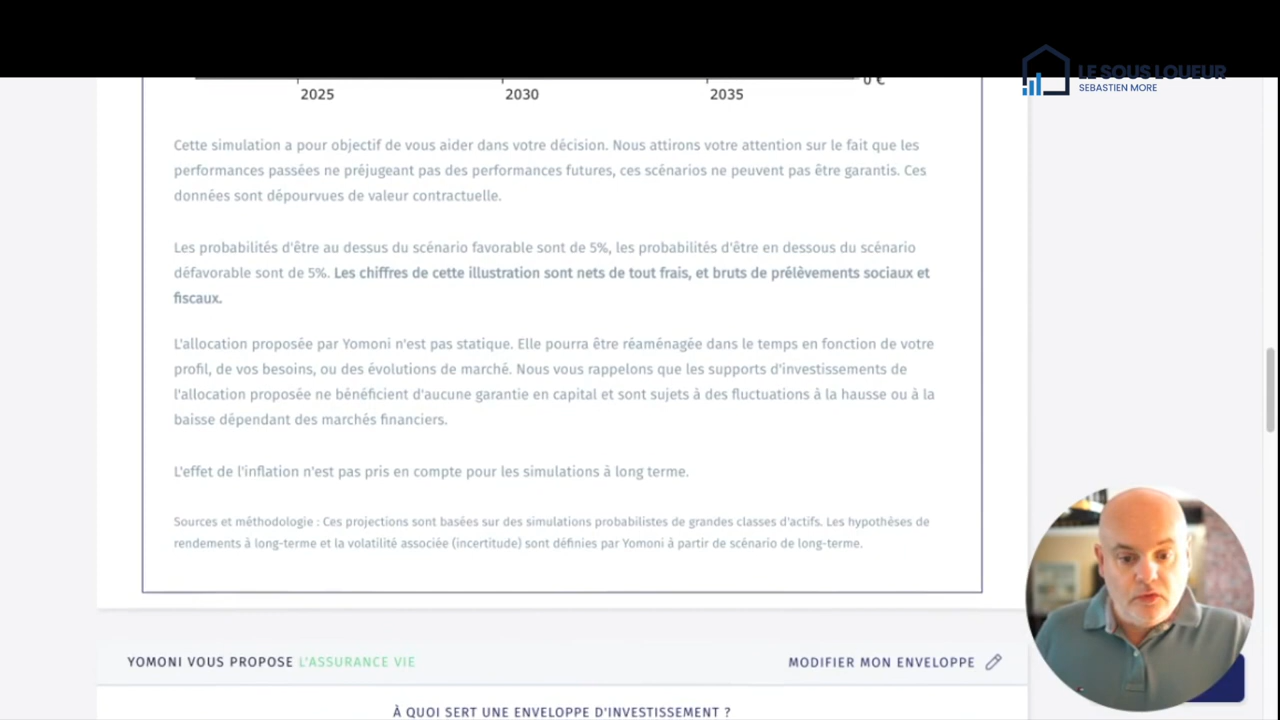 LE SOUS LOUEUR
SEBASTIEN MORE
0 €
2025 2030 2035
Cette simulation a pour objectif de vous aider dans votre décision. Nous attirons votre attention sur le fait que les
performances passées ne préjugeant pas des performances futures, ces scénarios ne peuvent pas être garantis. Ces
données sont dépourvues de valeur contractuelle.
Les probabilités d'être au dessus du scénario favorable sont de 5%, les probabilités d'être en dessous du scénario
défavorable sont de 5%. Les chiffres de cette illustration sont nets de tout frais, et bruts de prélèvements sociaux et
fiscaux.
L'allocation proposée par Yomoni n'est pas statique. Elle pourra être réaménagée dans le temps en fonction de votre
profil, de vos besoins, ou des évolutions de marché. Nous vous rappelons que les supports d'investissements de
l'allocation proposée ne bénéficient d'aucune garantie en capital et sont sujets à des fluctuations à la hausse ou à la
baisse dépendant des marchés financiers.
L'effet de l'inflation n'est pas pris en compte pour les simulations à long terme.
Sources et méthodologie : Ces projections sont basées sur des simulations probabilistes de grandes classes d'actifs. Les hypothèses de
rendements à long-terme et la volatilité associée (incertitude) sont définies par Yomoni à partir de scénario de long-terme.
YOMONI VOUS PROPOSE L'ASSURANCE VIE
MODIFIER MON ENVELOPPE
À QUOI SERT UNE ENVELOPPE D'INVESTISSEMENT ?